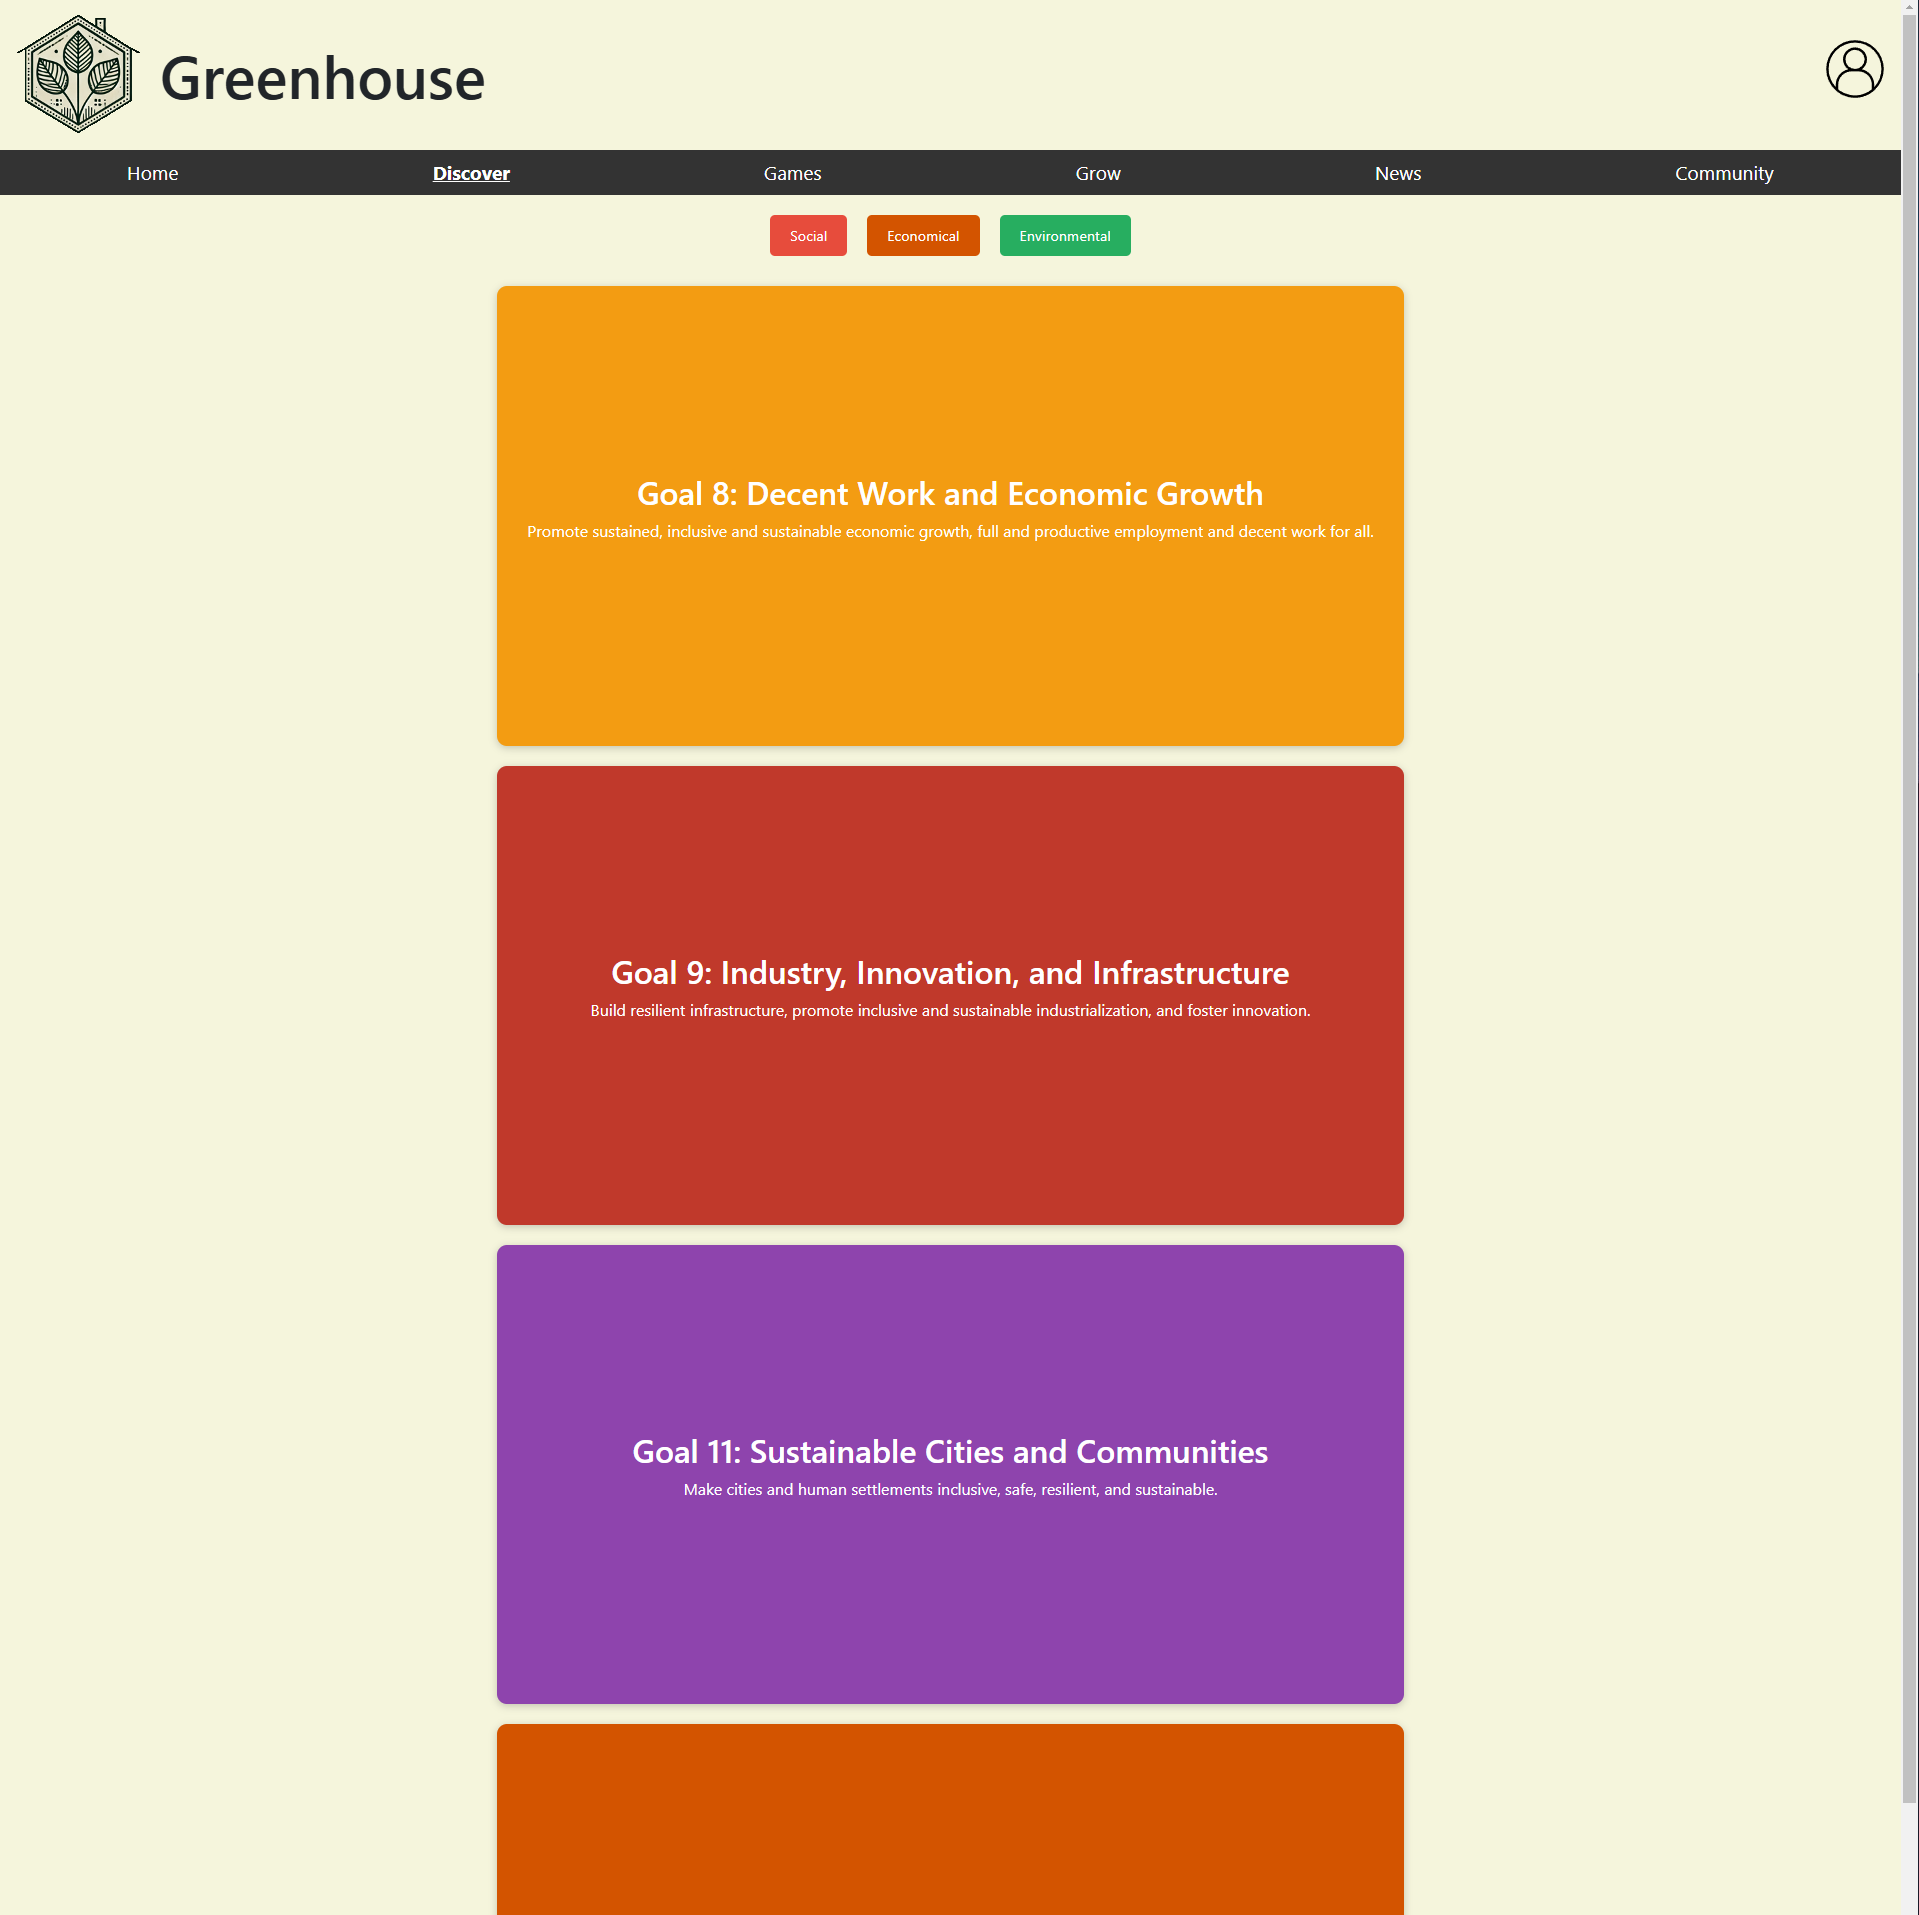 Greenhouse
Home
Discover
Games
Grow
News
Community
Social
Economical
Environmental
Goal 8: Decent Work and Economic Growth
Promote sustained, inclusive and sustainable economic growth, full and productive employment and decent work for all.
Goal 9: Industry, Innovation, and Infrastructure
Build resilient infrastructure, promote inclusive and sustainable industrialization, and foster innovation.
Goal 11: Sustainable Cities and Communities
Make cities and human settlements inclusive, safe, resilient, and sustainable.